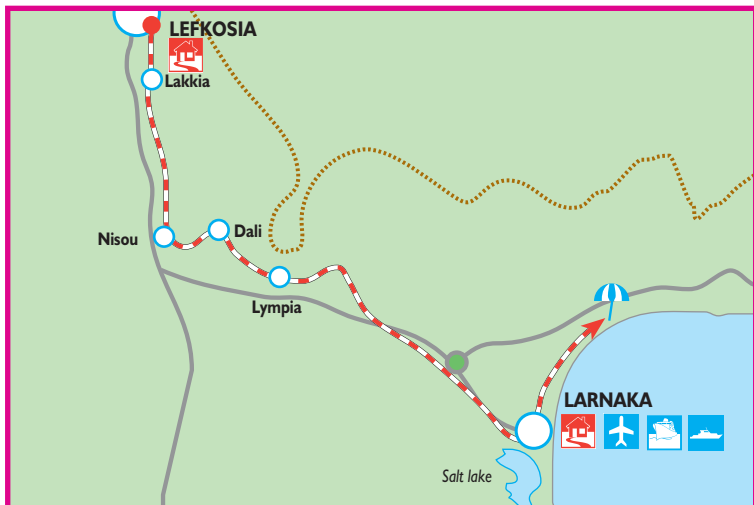 LEFKOSIA
Lakkia
Nisou
Dali
Lympia
LARNAKA
Salt lake